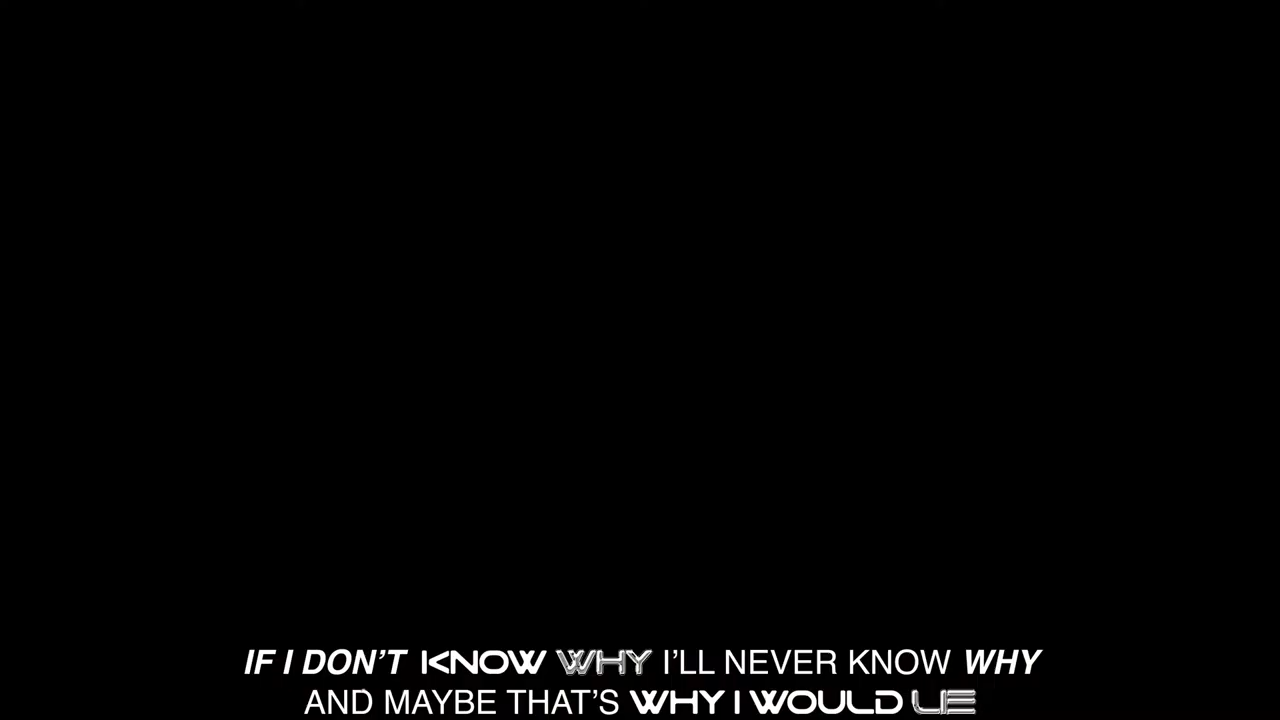 IF I DON’T KNOW WHY I’LL NEVER KNOW WHY
AND MAYBE THAT’S WHY I WOULD LIE